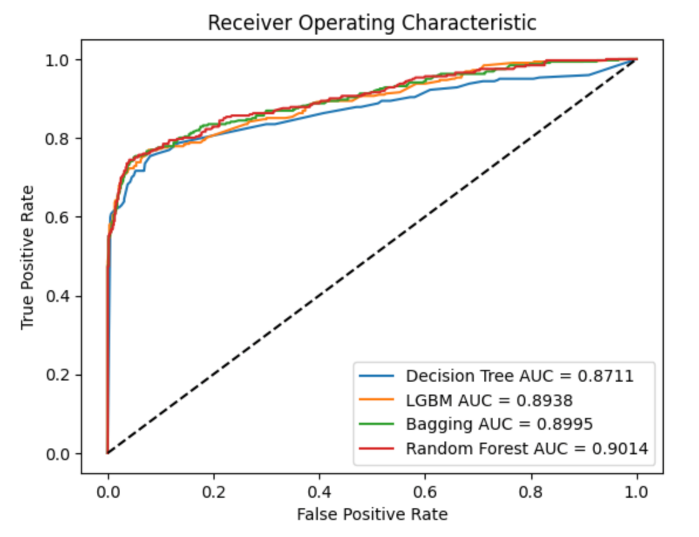 Receiver Operating Characteristic
True Positive Rate
1.0
0.8
0.6
0.4
0.2
0.0
Decision Tree AUC = 0.8711
LGBM AUC = 0.8938
Bagging AUC = 0.8995
Random Forest AUC = 0.9014
0.0 0.2 0.4 0.6 0.8 1.0
False Positive Rate